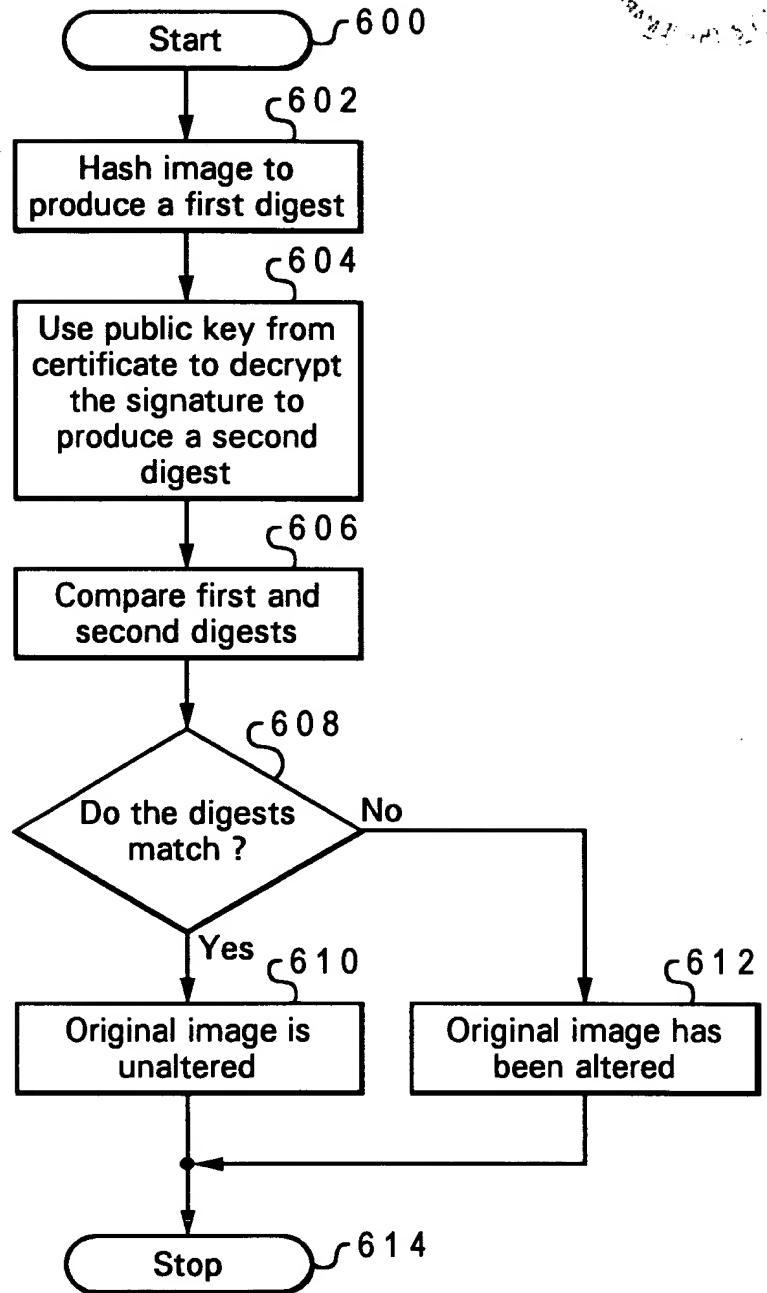 Start
600
602
Hash image to
produce a first digest
604
Use public key from
certificate to decrypt
the signature to
produce a second
digest
606
Compare first and
second digests
608
Do the digests
match ?
No
Yes
610
Original image is
unaltered
612
Original image has
been altered
Stop
614